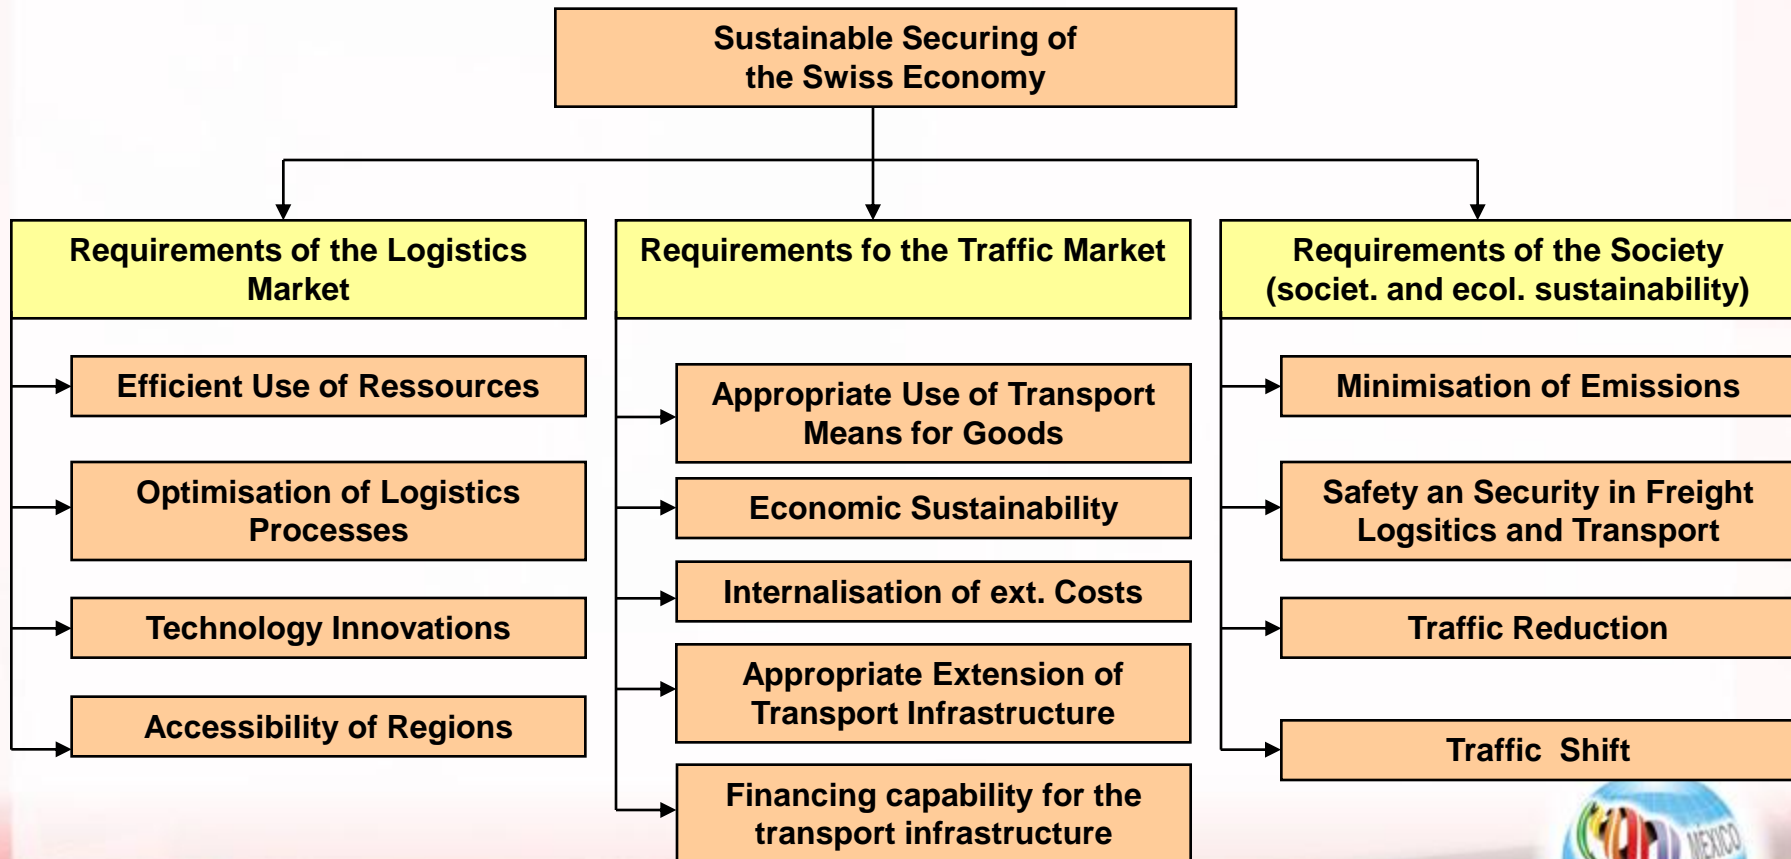 Sustainable Securing of
the Swiss Economy
Requirements of the Logistics
Market
Efficient Use of Ressources
Optimisation of Logistics
Processes
Technology Innovations
Accessibility of Regions
Requirements fo the Traffic Market
Appropriate Use of Transport
Means for Goods
Economic Sustainability
Internalisation of ext. Costs
Appropriate Extension of
Transport Infrastructure
Financing capability for the
transport infrastructure
Requirements of the Society
(societ. and ecol. sustainability)
Minimisation of Emissions
Safety an Security in Freight
Logsitics and Transport
Traffic Reduction
Traffic Shift
MÉXICO